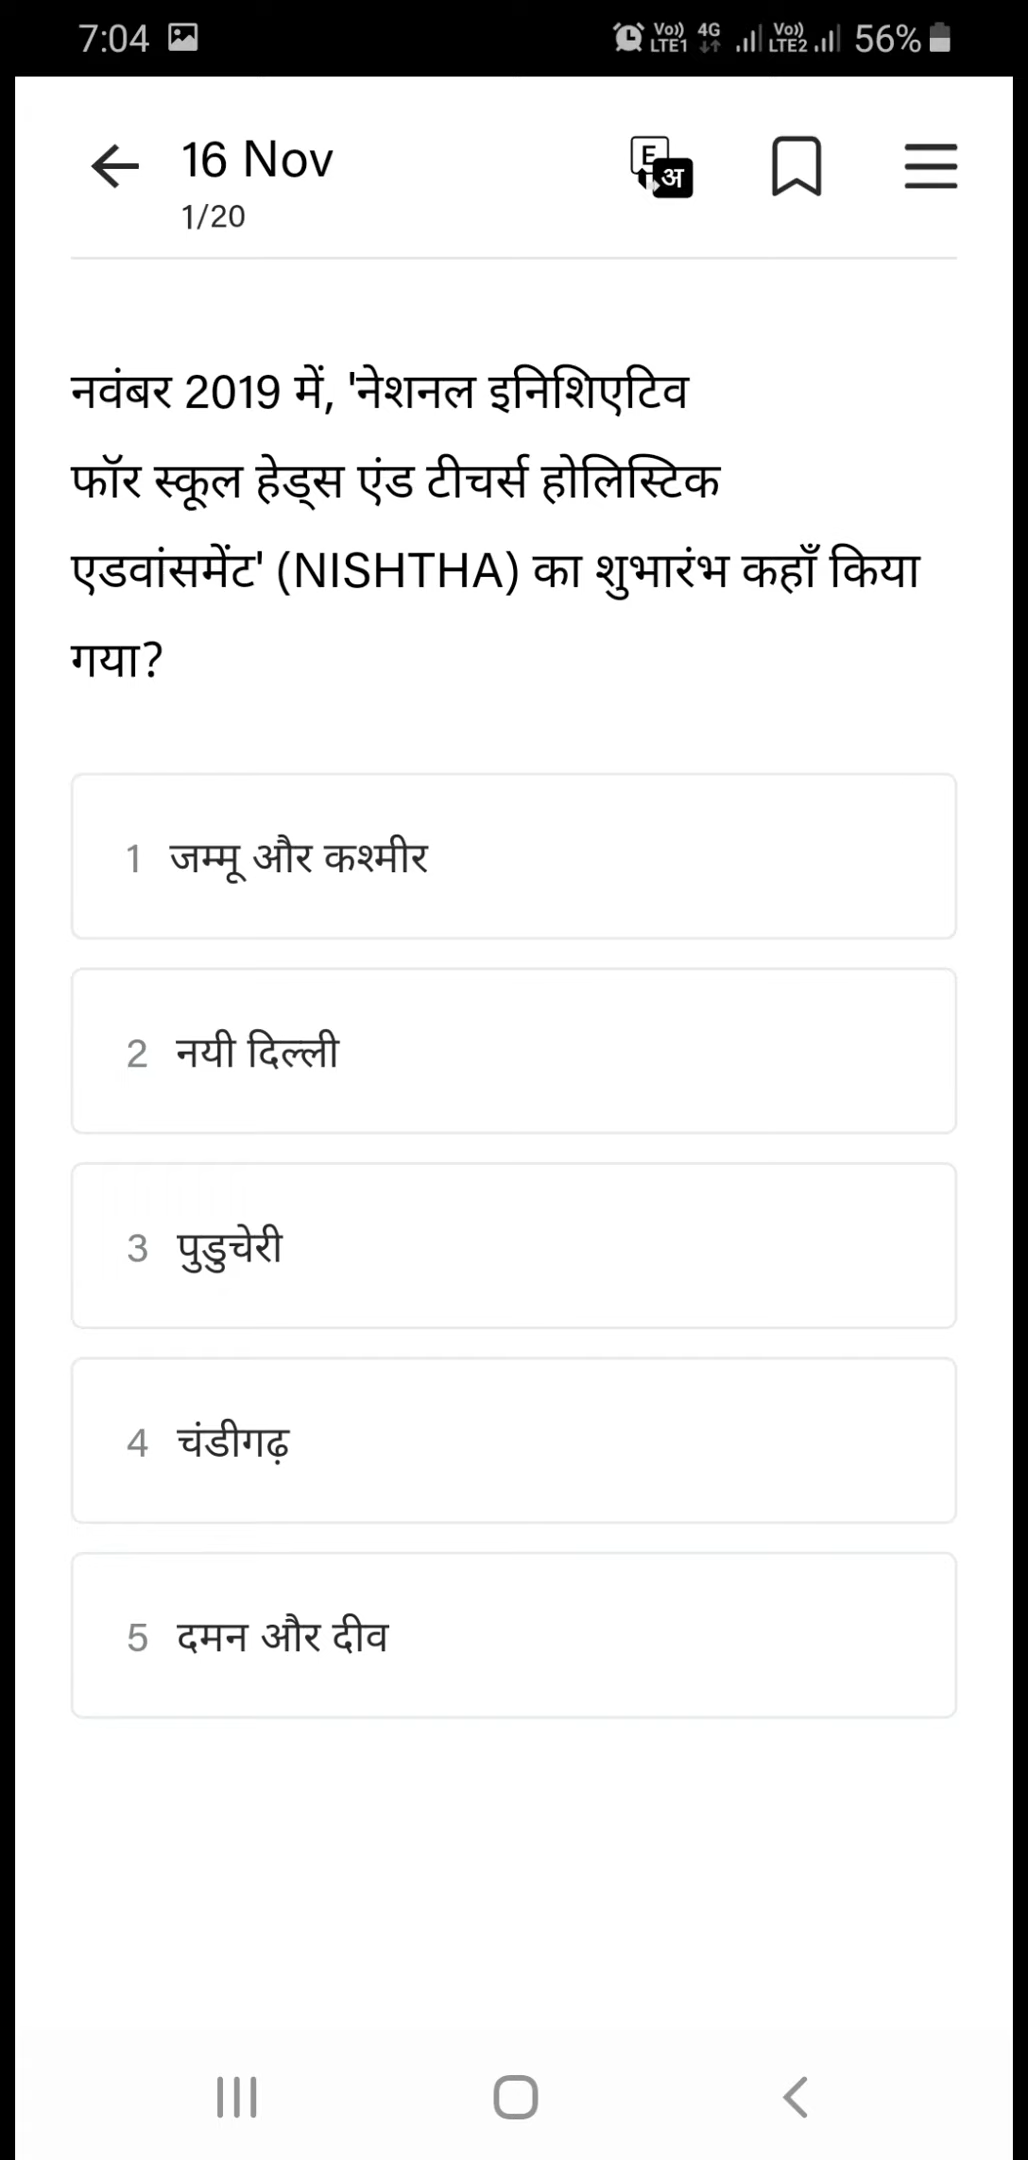 7:04 Vo)) LTE1 4G Vo)) LTE2 56%
16 Nov
E अ
1/20
नवंबर 2019 में, 'नेशनल इनिशिएटिव
फॉर स्कूल हेड्स एंड टीचर्स होलिस्टिक
एडवांसमेंट' (NISHTHA) का शुभारंभ कहाँ किया
गया?
1 जम्मू और कश्मीर
2 नयी दिल्ली
3 पुडुचेरी
4 चंडीगढ़
5 दमन और दीव